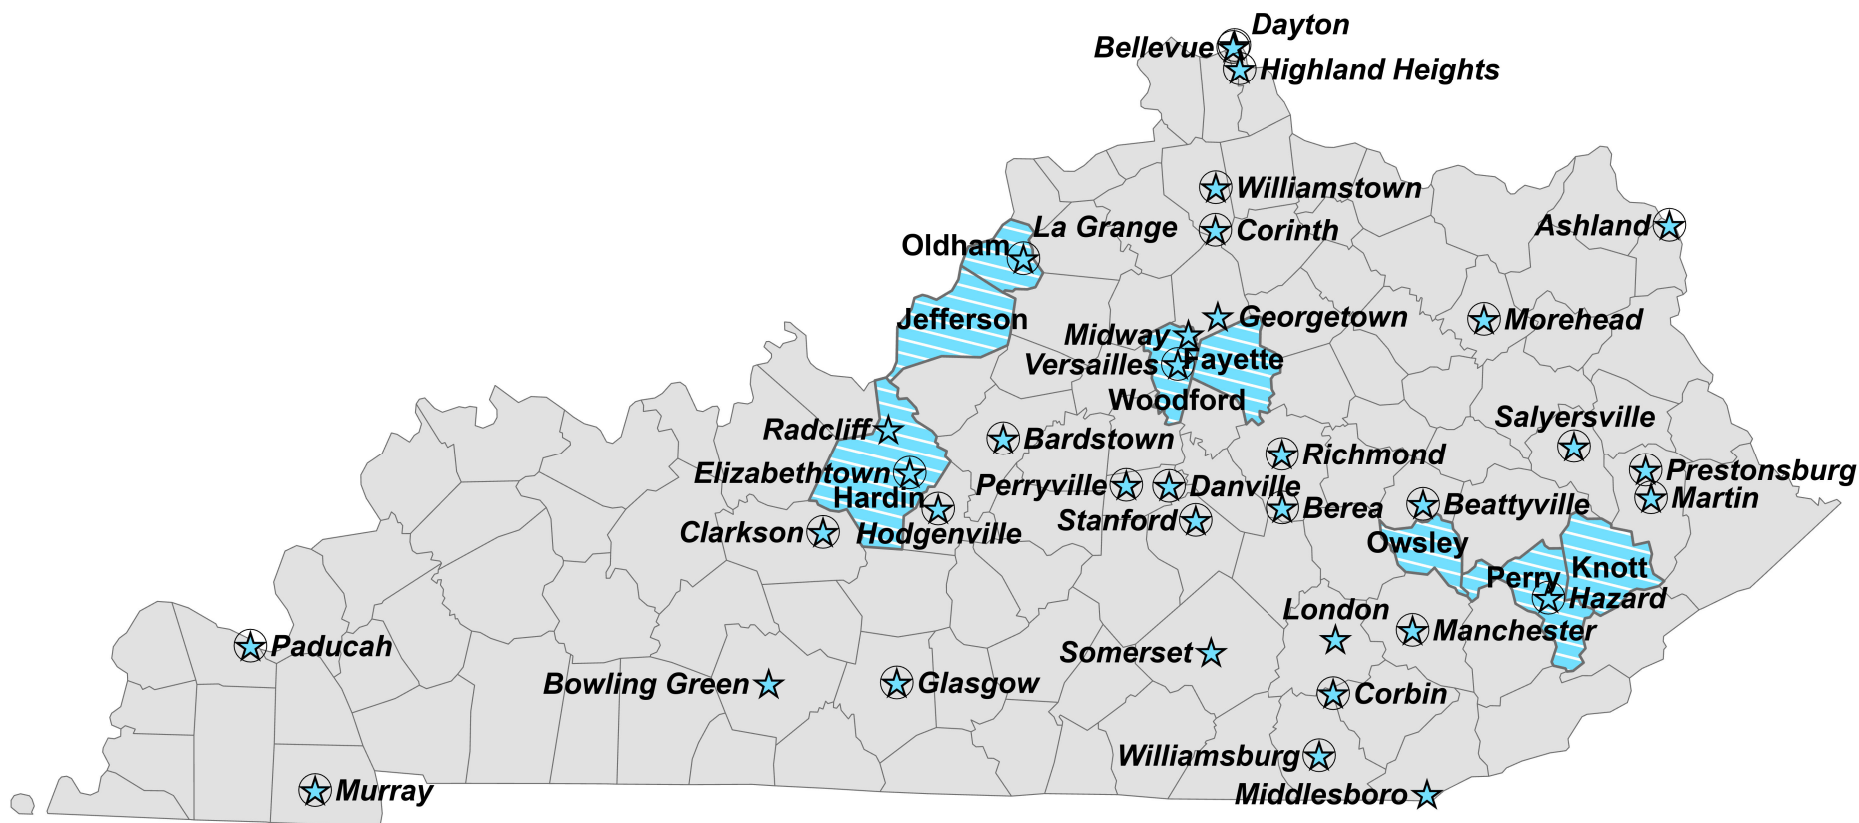 Dayton
Bellevue
Highland Heights
Williamstown
La Grange
Corinth
Ashland
Oldham
Jefferson
Georgetown
Morehead
Midway
Versailles
Fayette
Woodford
Salyersville
Radcliff
Bardstown
Richmond
Elizabethtown
Prestonsburg
Hardin
Perryville
Danville
Martin
Berea
Beattyville
Stanford
Clarkson
Hodgenville
Owsley
Perry
Knott
Hazard
London
Manchester
Paducah
Somerset
Bowling Green
Glasgow
Corbin
Williamsburg
Murray
Middlesboro